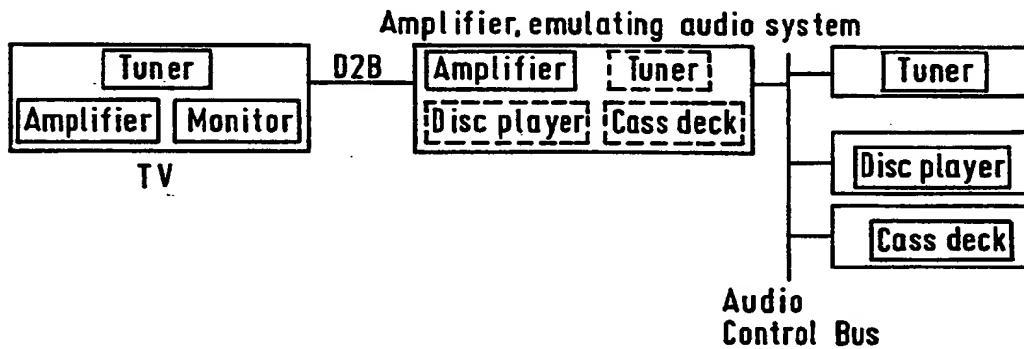 Amplifier, emulating audio system
Tuner
Amplifier
Monitor
TV
D2B
Amplifier
Tuner
Disc player
Cass deck
Tuner
Disc player
Cass deck
Audio
Control Bus